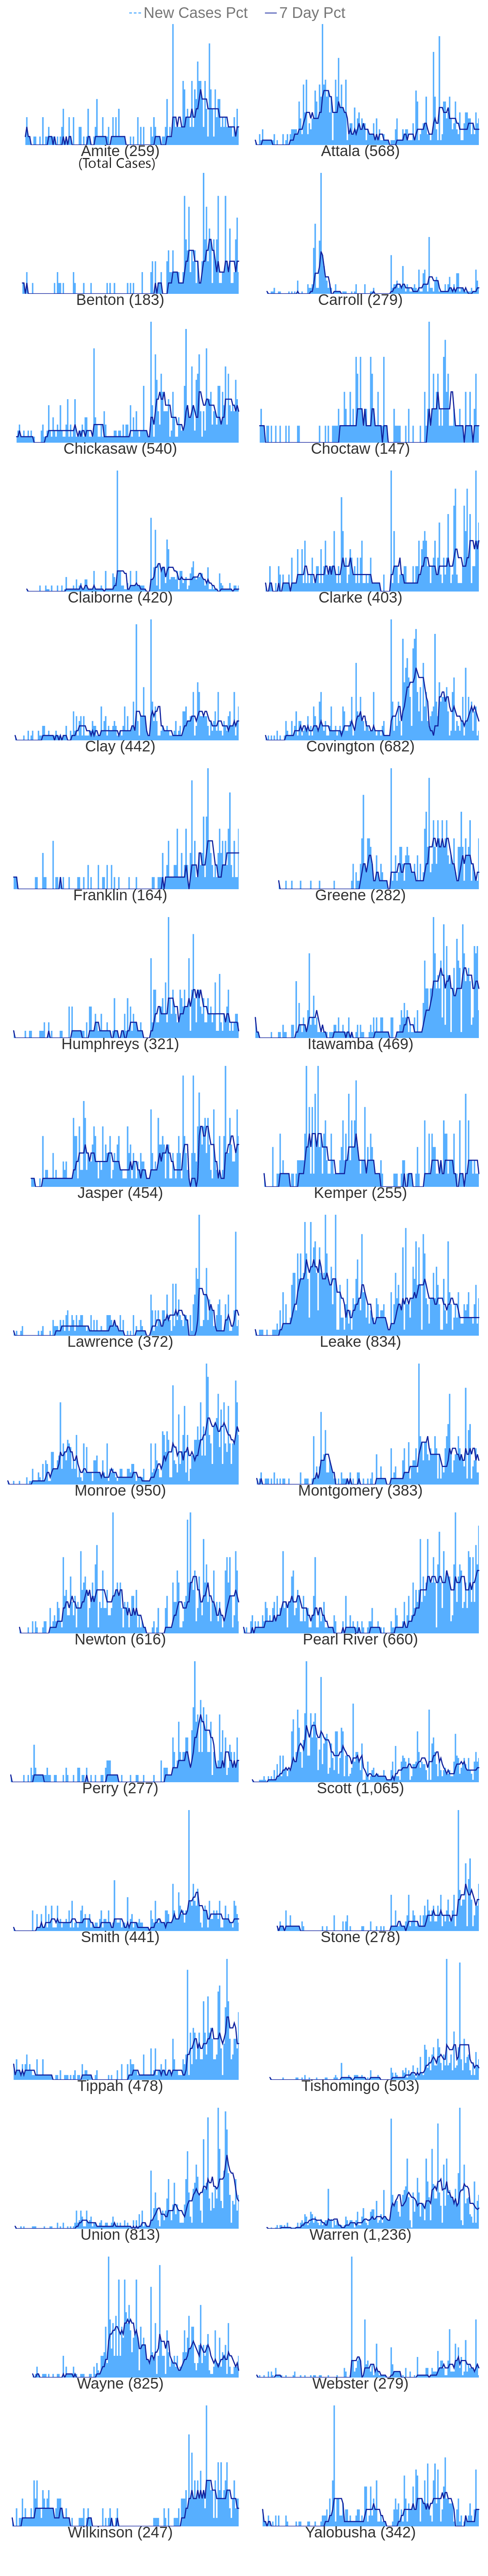 New Cases Pct 7 Day Pct
Amite (259) Attala (568)
(Total Cases)
Benton (183) Carroll (279)
Chickasaw (540) Choctaw (147)
Claiborne (420) Clarke (403)
Clay (442) Covington (682)
Franklin (164) Greene (282)
Humphreys (321) Itawamba (469)
Jasper (454) Kemper (255)
Lawrence (372) Leake (834)
Monroe (950) Montgomery (383)
Newton (616) Pearl River (660)
Perry (277) Scott (1,065)
Smith (441) Stone (278)
Tippah (478) Tishomingo (503)
Union (813) Warren (1,236)
Wayne (825) Webster (279)
Wilkinson (247) Yalobusha (342)